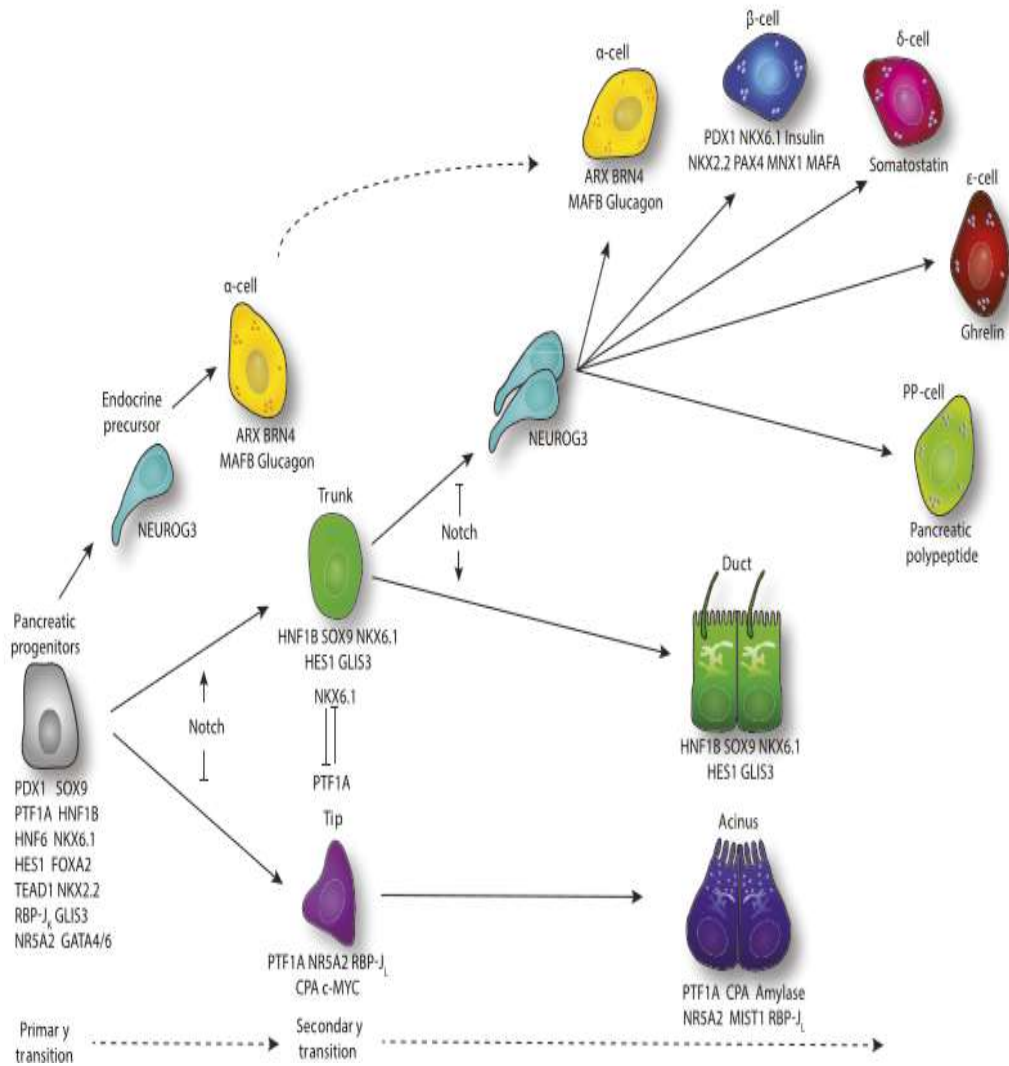 β-cell
δ-cell
α-cell
PDX1 NKX6.1 Insulin
NKX2.2 PAX4 MNX1 MAFA
Somatostatin
ARX BRN4
MAFB Glucagon
ε-cell
Ghrelin
α-cell
Endocrine
precursor
ARX BRN4
MAFB Glucagon
NEUROG3
NEUROG3
PP-cell
Pancreatic
polypeptide
Trunk
Notch
HNF1B SOX9 NKX6.1
HES1 GLIS3
Duct
HNF1B SOX9 NKX6.1
HES1 GLIS3
Pancreatic
progenitors
PDX1 SOX9
PTF1A HNF1B
HNF6 NKX6.1
HES1 FOXA2
TEAD1 NKX2.2
RBP-JK GLIS3
NR5A2 GATA4/6
Notch
NKX6.1
PTF1A
Tip
PTF1A NR5A2 RBP-JL
CPA c-MYC
Acinus
PTF1A CPA Amylase
NR5A2 MIST1 RBP-JL
Primar y
transition
Secondar y
transition